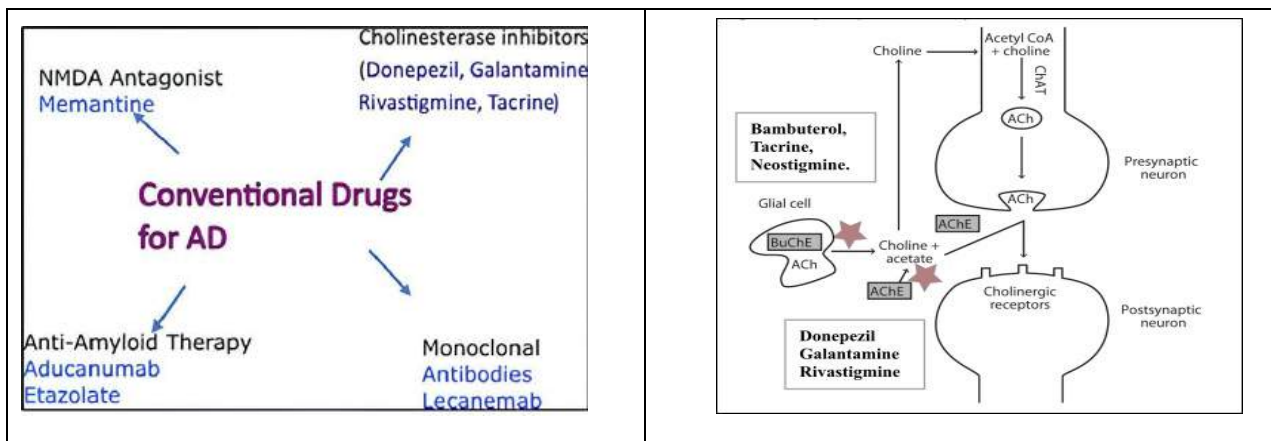 NMDA Antagonist
Memantine
Cholinesterase inhibitors
(Donepezil, Galantamine
Rivastigmine, Tacrine)
Conventional Drugs
for AD
Anti-Amyloid Therapy
Aducanumab
Etazolate
Monoclonal
Antibodies
Lecanemab
Choline
Acetyl CoA
+ choline
ChAT
ACh
Bambuterol,
Tacrine,
Neostigmine.
Presynaptic
neuron
ACh
Glial cell
AChE
BuChE
ACh
Choline +
acetate
AChE
Cholinergic
receptors
Postsynaptic
neuron
Donepezil
Galantamine
Rivastigmine